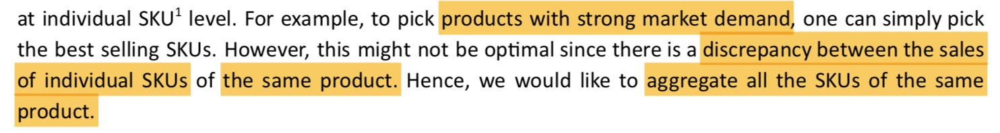 at individual SKU¹ level. For example, to pick products with strong market demand, one can simply pick
the best selling SKUs. However, this might not be optimal since there is a discrepancy between the sales
of individual SKUs of the same product. Hence, we would like to aggregate all the SKUs of the same
product.